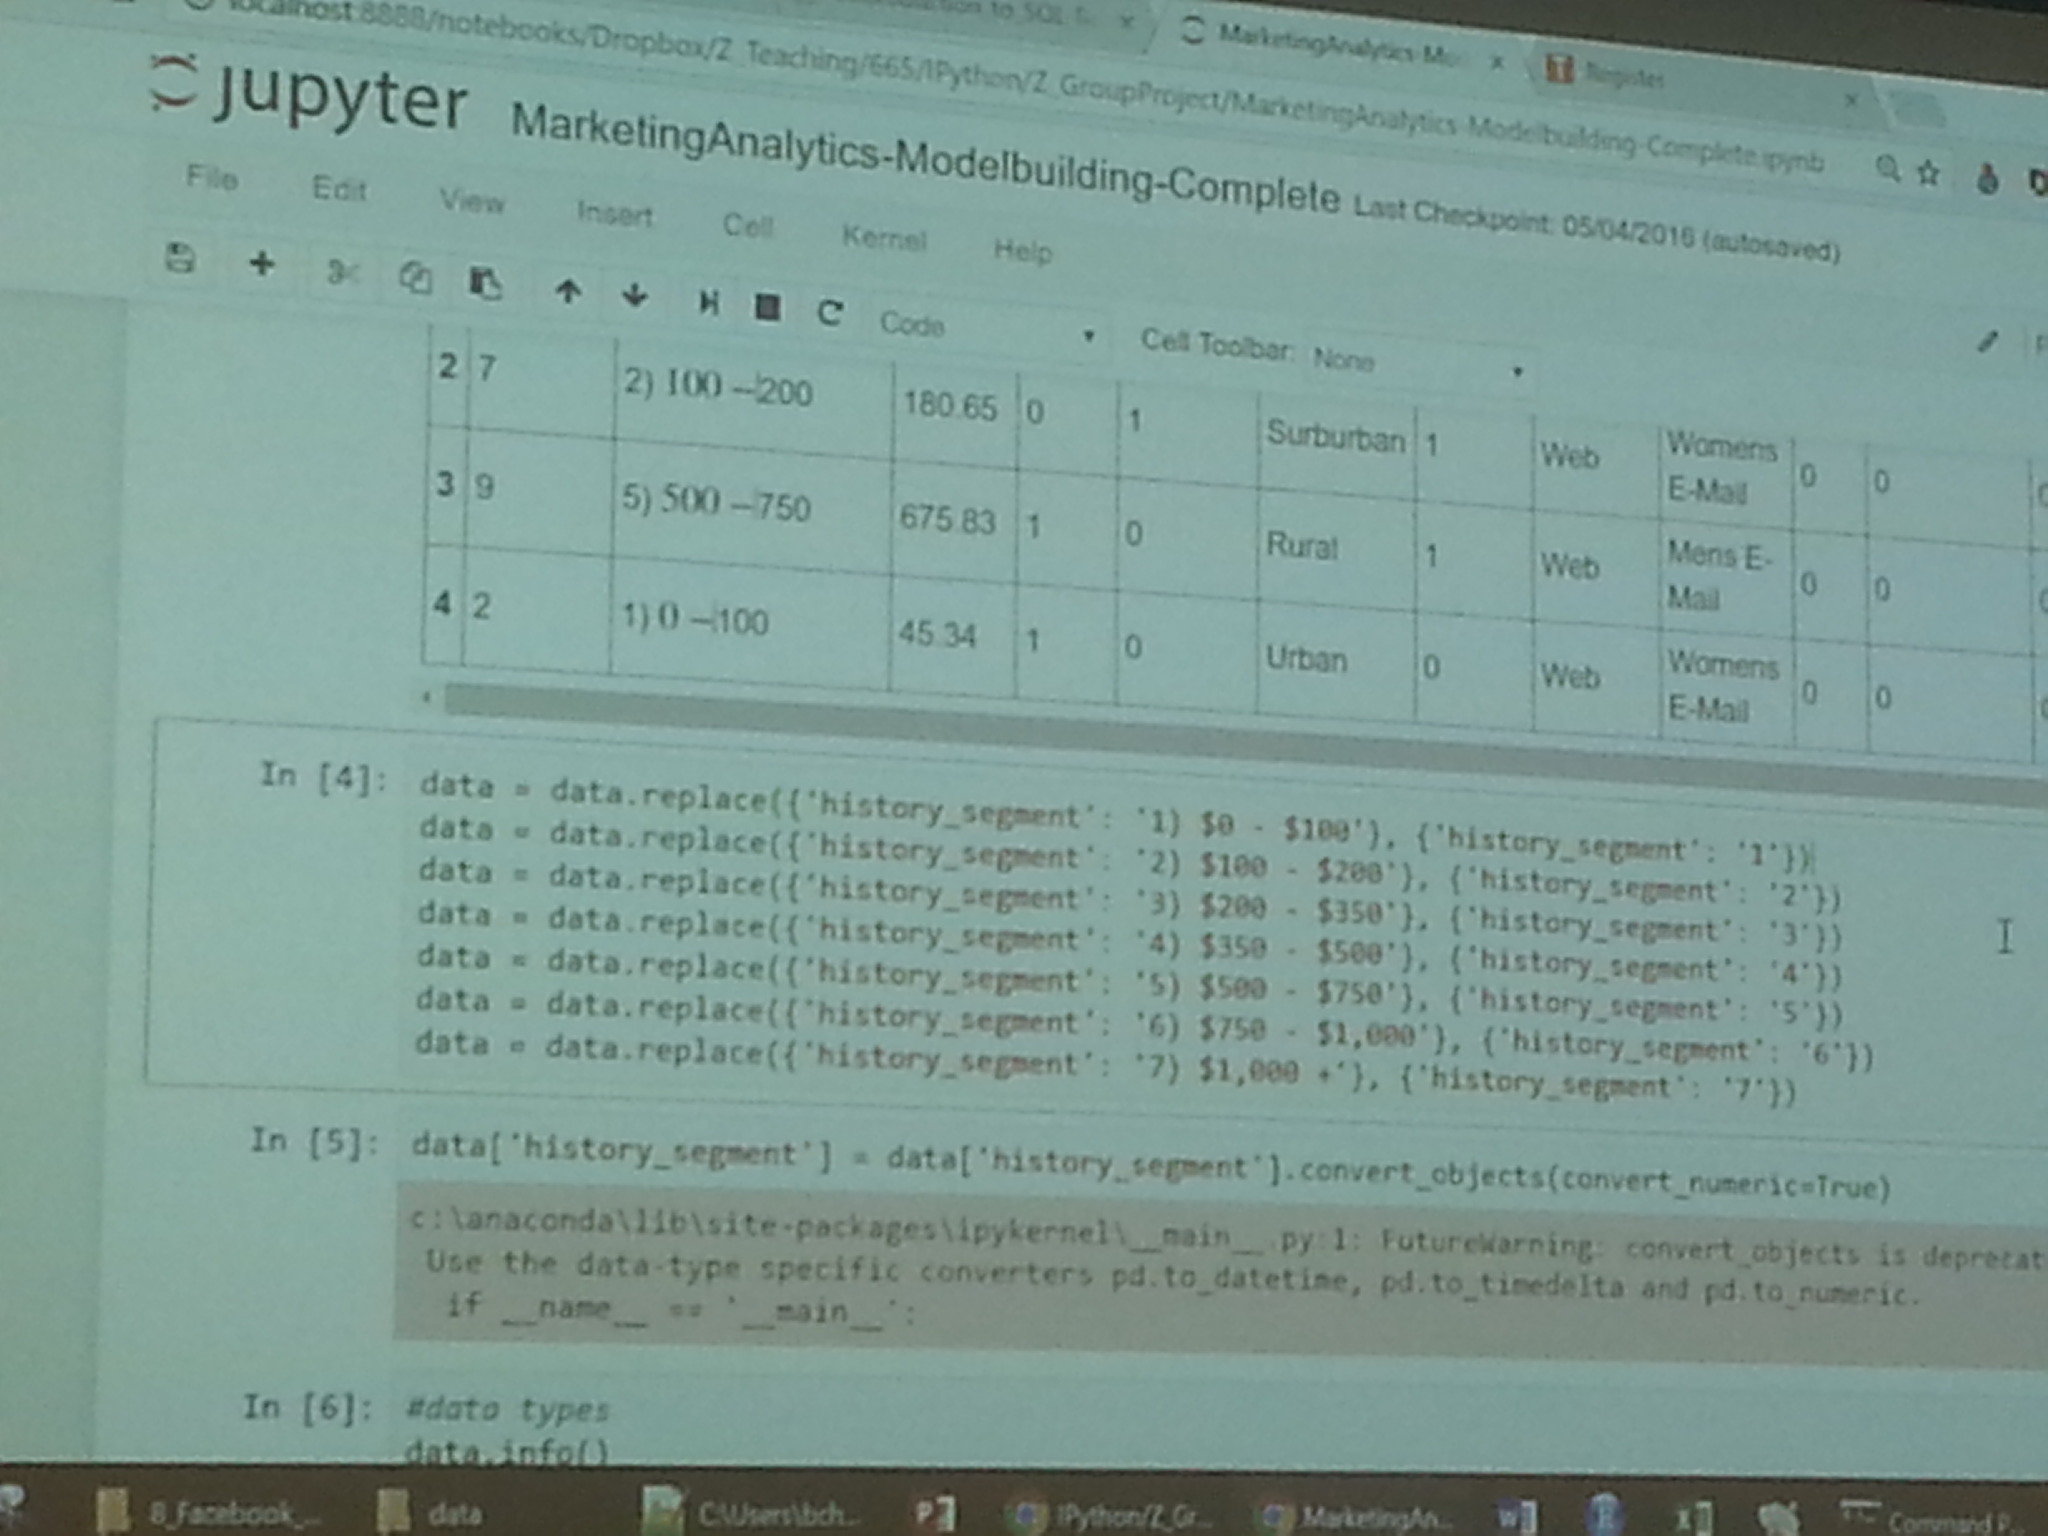 MarketingAnalytics-Mo
Register
localhost:8888/notebooks/Dropbox/Z_Teaching/665/IPython/Z_GroupProject/MarketingAnalytics-Modelbuilding-Complete.ipynb
jupyter MarketingAnalytics-Modelbuilding-Complete Last Checkpoint: 05/04/2016 (autosaved)
File Edit View Insert Cell Kernel Help
Code Cell Toolbar: None
2 7 2) 100 – 200 180.65 0 1 Surburban 1 Web Womens E-Mail 0 0
3 9 5) 500 – 750 675.83 1 0 Rural 1 Web Mens E-Mail 0 0
4 2 1) 0 – 100 45.34 1 0 Urban 0 Web Womens E-Mail 0 0
In [4]: data = data.replace({'history_segment': '1) $0 - $100'}, {'history_segment': '1'})
data = data.replace({'history_segment': '2) $100 - $200'}, {'history_segment': '2'})
data = data.replace({'history_segment': '3) $200 - $350'}, {'history_segment': '3'})
data = data.replace({'history_segment': '4) $350 - $500'}, {'history_segment': '4'})
data = data.replace({'history_segment': '5) $500 - $750'}, {'history_segment': '5'})
data = data.replace({'history_segment': '6) $750 - $1,000'}, {'history_segment': '6'})
data = data.replace({'history_segment': '7) $1,000 +'}, {'history_segment': '7'})
In [5]: data['history_segment'] = data['history_segment'].convert_objects(convert_numeric=True)
c:\anaconda\lib\site-packages\ipykernel\__main__.py:1: FutureWarning: convert_objects is deprecat
Use the data-type specific converters pd.to_datetime, pd.to_timedelta and pd.to_numeric.
if __name__ == '__main__':
In [6]: #data types
data.info()
8_Facebook_... data C:\Users\bch... IPython/Z_Gr... MarketingAn... Command P...